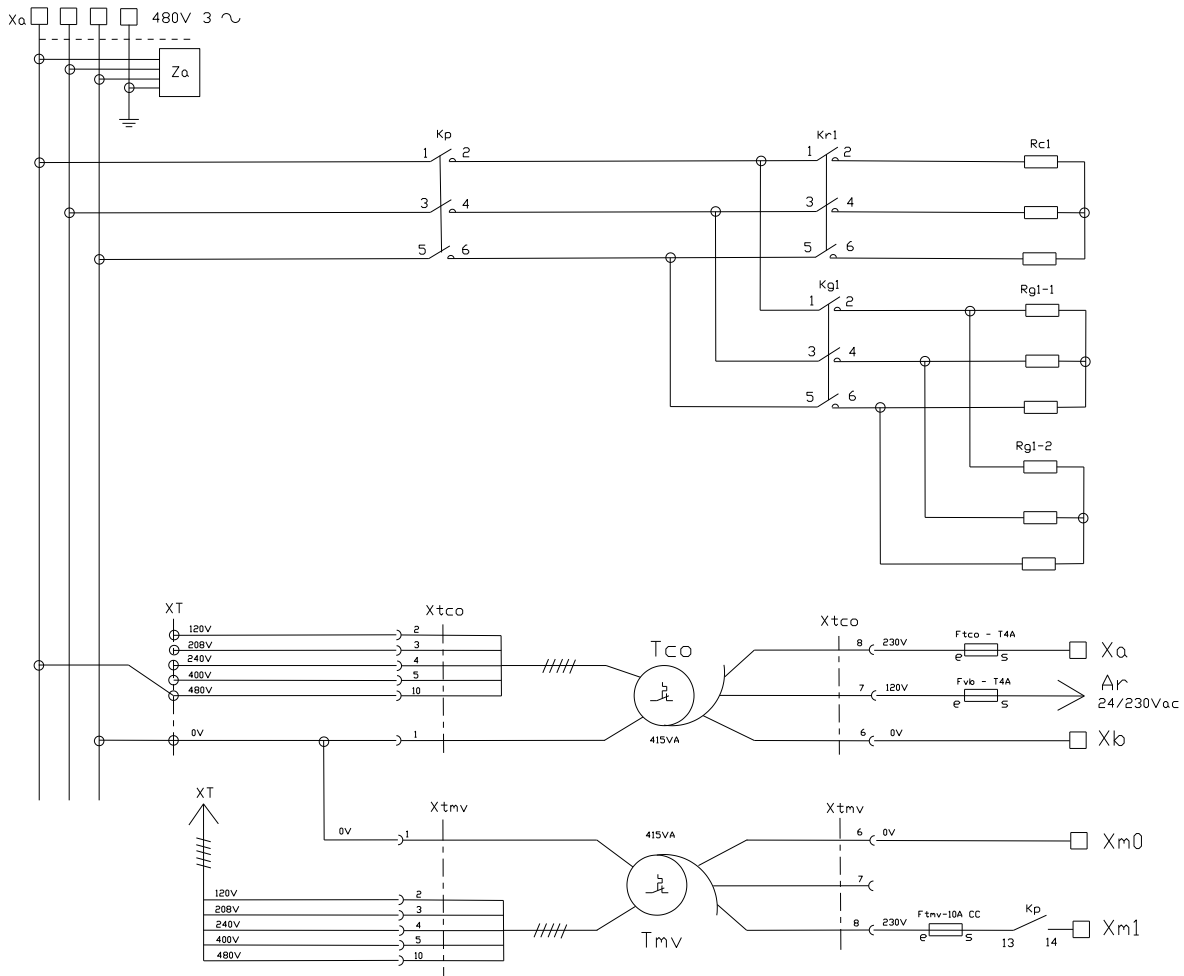 Xa 480V 3 ~
Za
Kp Kr1 Rc1
1 2 1 2
3 4 3 4
5 6 5 6
Kg1 Rg1-1
1 2
3 4
5 6
Rg1-2
XT Xtco Xtco
120V 2
208V 3
240V 4
400V 5
480V 10
0V 1
Tco
415VA
8 230V Ftco - T4A e s Xa
7 120V Fvb - T4A e s Ar
24/230Vac
6 0V Xb
XT Xtmv Xtmv
0V 1
415VA
6 0V Xm0
7
120V 2
208V 3
240V 4
400V 5
480V 10
Tmv
8 230V Ftmv-10A CC e s Kp 13 14 Xm1